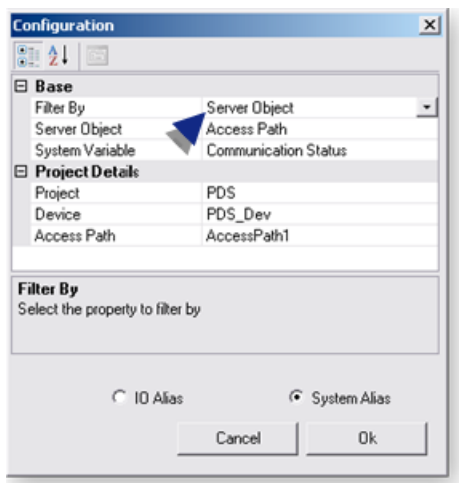 Configuration
Base
Filter By Server Object
Server Object Access Path
System Variable Communication Status
Project Details
Project PDS
Device PDS_Dev
Access Path AccessPath1
Filter By
Select the property to filter by
IO Alias System Alias
Cancel Ok